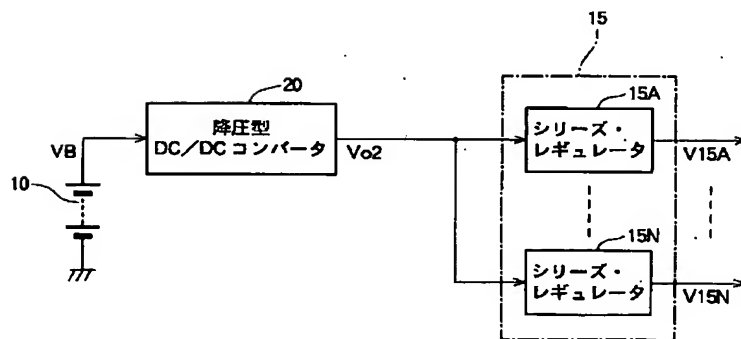 15
20
15A
降圧型
DC/DC コンバータ
シリーズ・
レギュレータ
VB
Vo2
V15A
10
15N
シリーズ・
レギュレータ
V15N